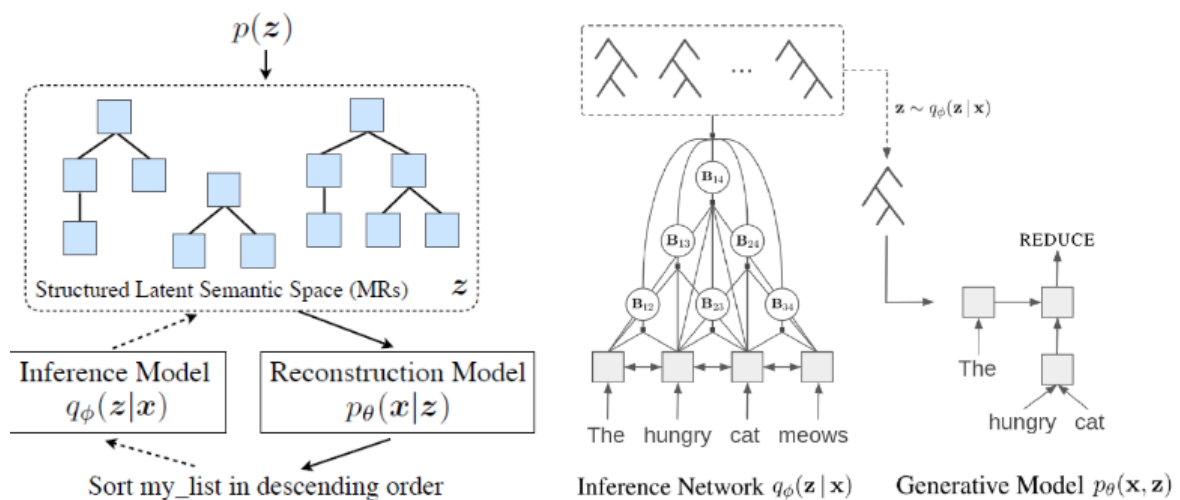 p(z)
Structured Latent Semantic Space (MRs) z
Inference Model
qϕ(z|x)
Reconstruction Model
pθ(x|z)
Sort my_list in descending order
...
z ∼ qϕ(z | x)
B14
B13 B24
B12 B23 B34
The hungry cat meows
Inference Network qϕ(z | x)
REDUCE
The
hungry cat
Generative Model pθ(x, z)